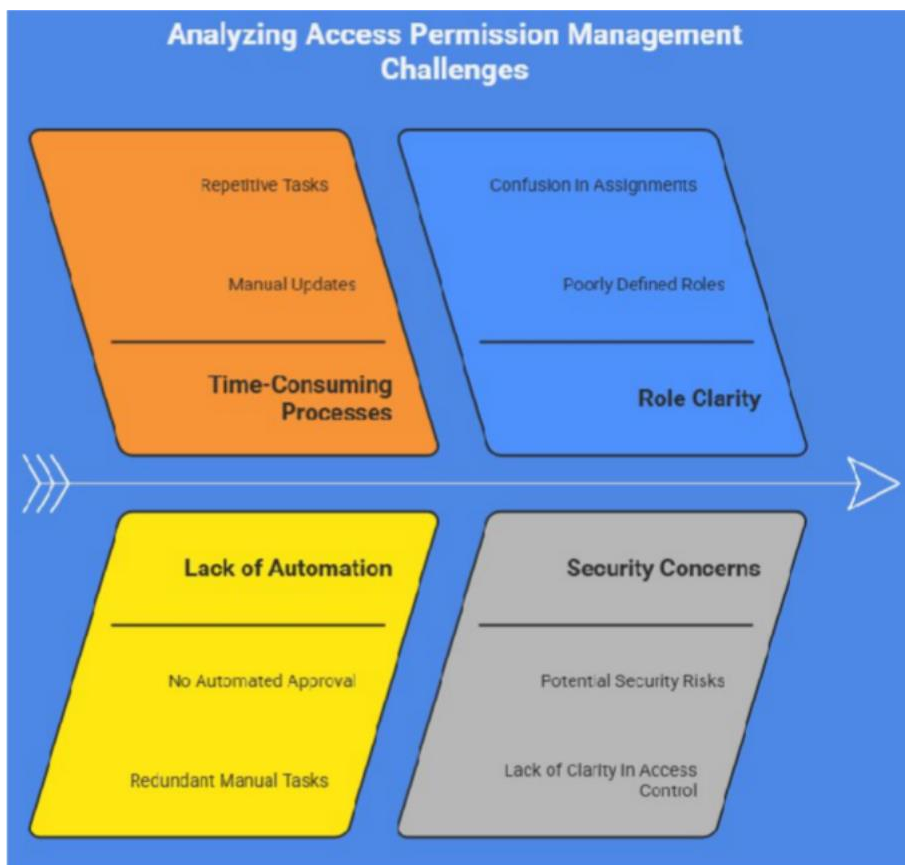 Analyzing Access Permission Management
Challenges
Repetitive Tasks
Manual Updates
Time-Consuming
Processes
Confusion In Assignments
Poorly Defined Roles
Role Clarity
Lack of Automation
No Automated Approval
Redundant Manual Tasks
Security Concerns
Potential Security Risks
Lack of Clarity In Access
Control